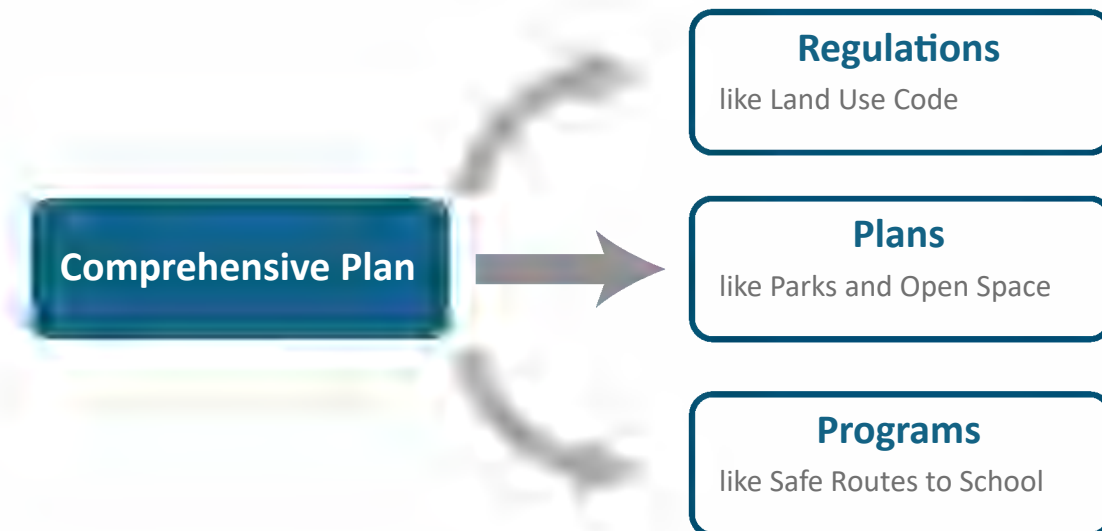 Regulations
like Land Use Code
Comprehensive Plan
Plans
like Parks and Open Space
Programs
like Safe Routes to School